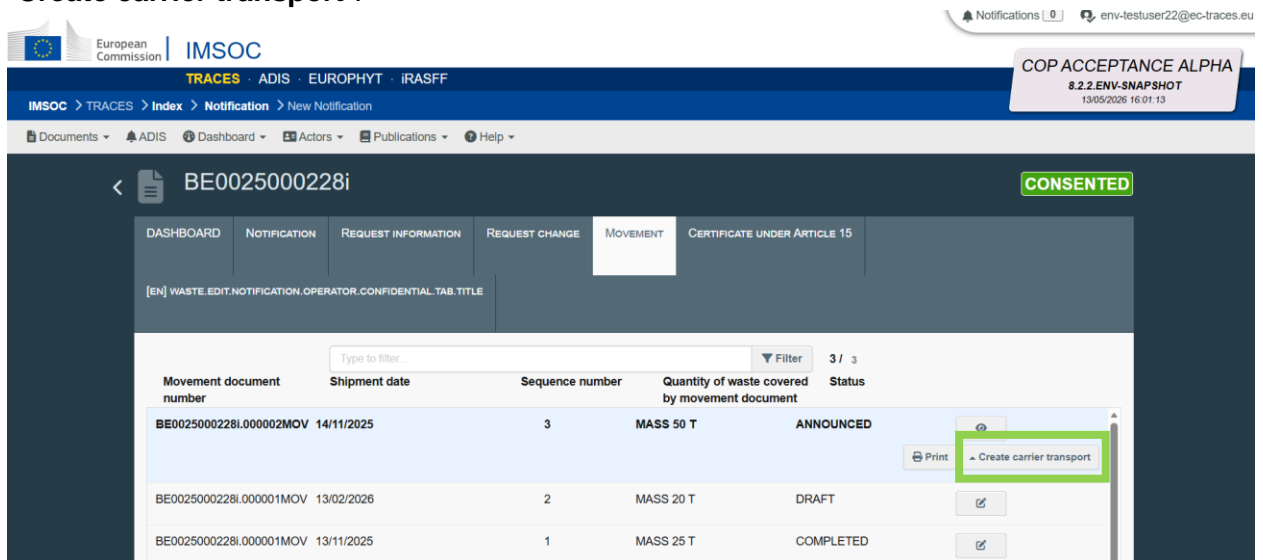 Create carrier transport .
Notifications 0 env-testuser22@ec-traces.eu
European
Commission
IMSOC
TRACES · ADIS · EUROPHYT · iRASFF
COP ACCEPTANCE ALPHA
8.2.2.ENV-SNAPSHOT
13/05/2026 16:01:13
IMSOC > TRACES > Index > Notification > New Notification
Documents ADIS Dashboard Actors Publications Help
BE0025000228i
CONSENTED
DASHBOARD NOTIFICATION REQUEST INFORMATION REQUEST CHANGE MOVEMENT CERTIFICATE UNDER ARTICLE 15
[EN] WASTE.EDIT.NOTIFICATION.OPERATOR.CONFIDENTIAL.TAB.TITLE
Type to filter... Filter 3 / 3
Movement document number Shipment date Sequence number Quantity of waste covered by movement document Status
BE0025000228i.000002MOV 14/11/2025 3 MASS 50 T ANNOUNCED
Print Create carrier transport
BE0025000228i.000001MOV 13/02/2026 2 MASS 20 T DRAFT
BE0025000228i.000001MOV 13/11/2025 1 MASS 25 T COMPLETED